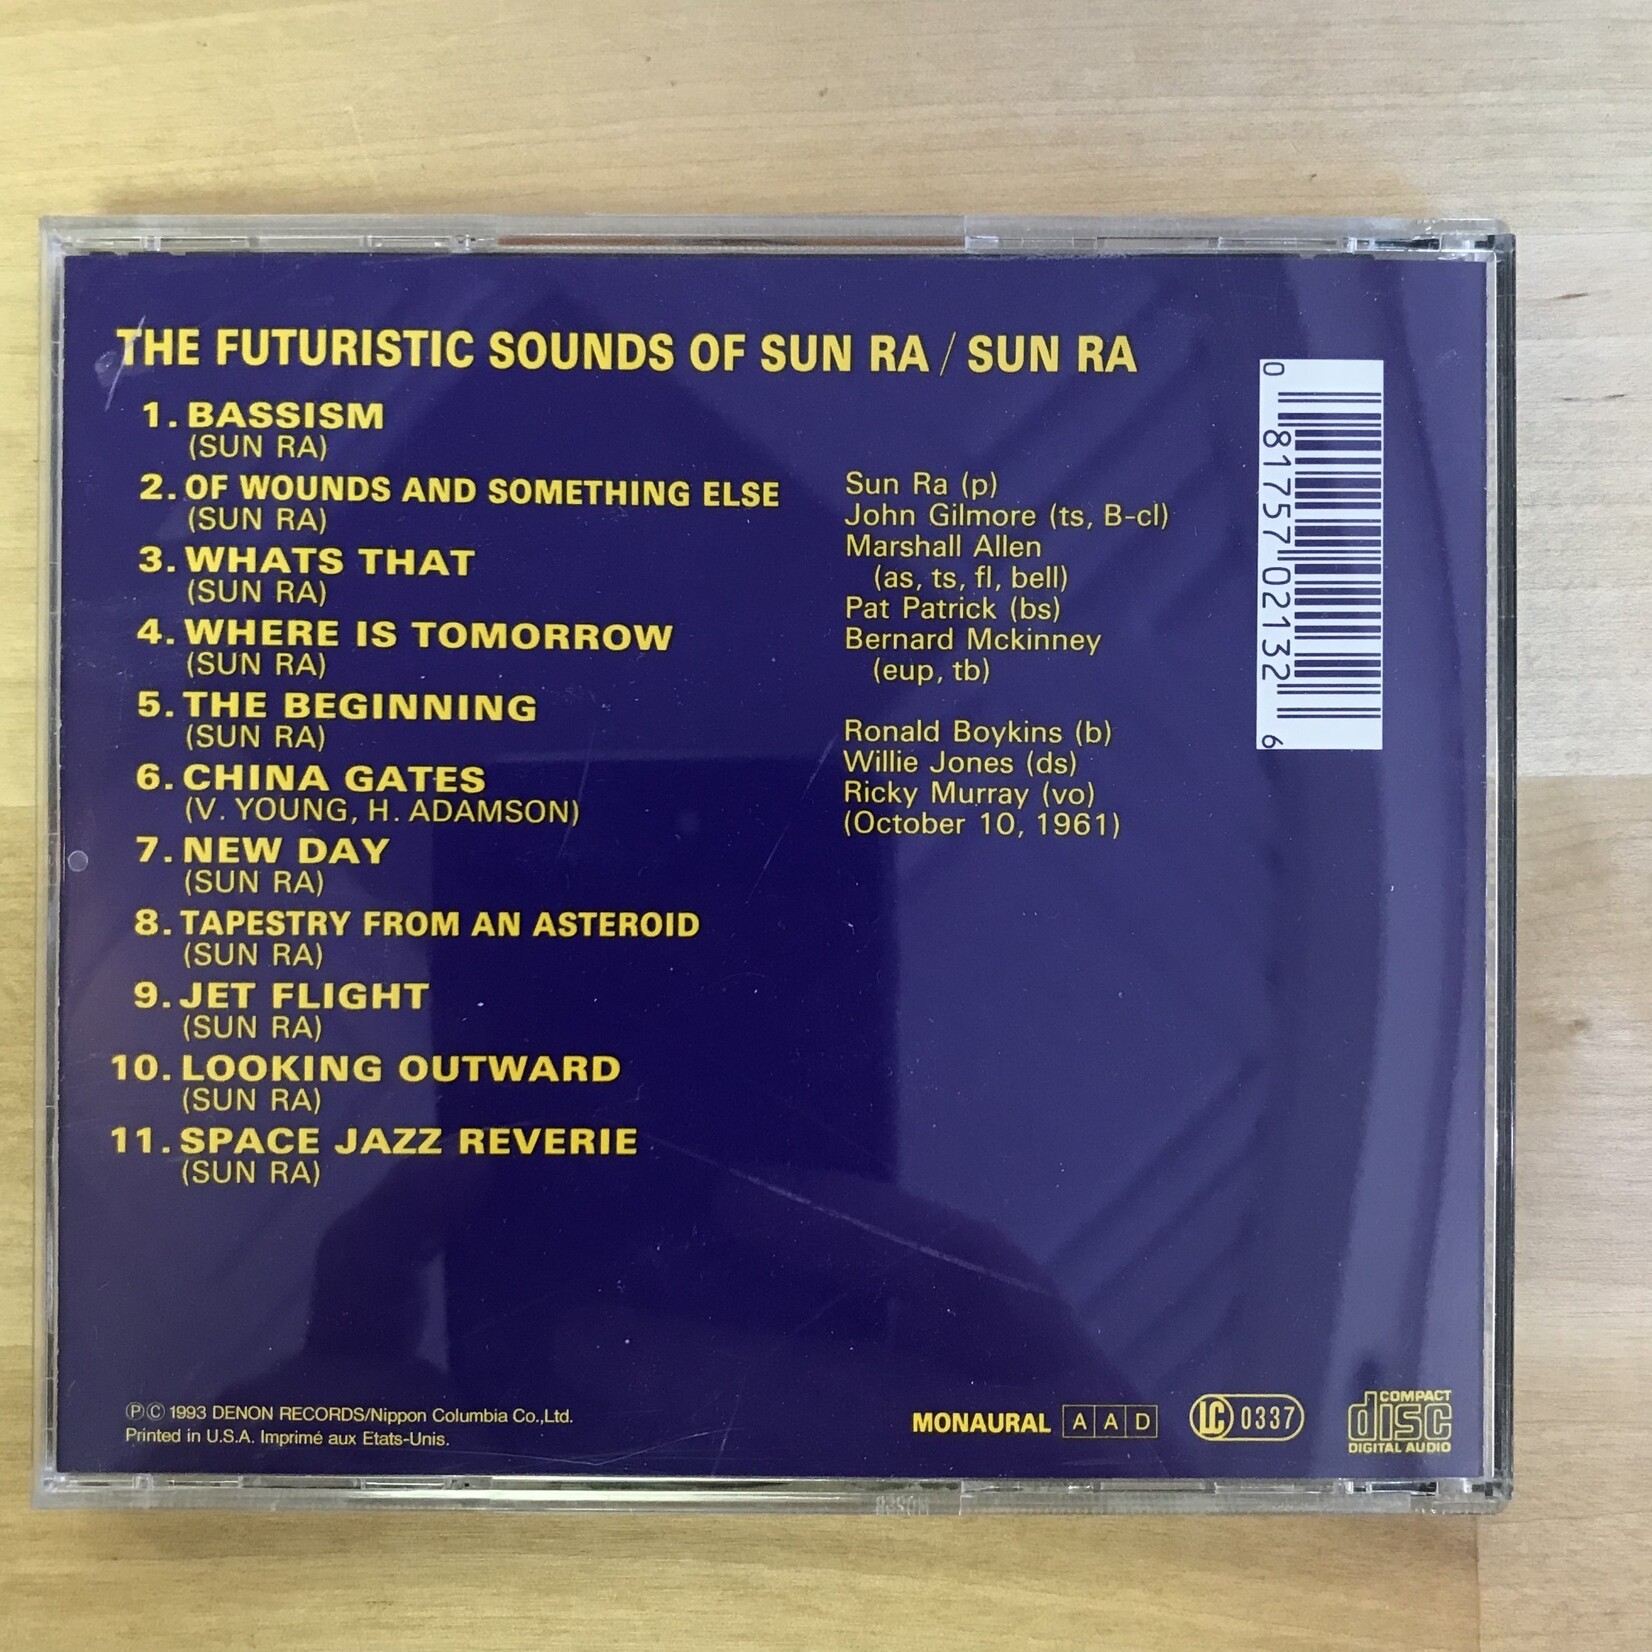 THE FUTURISTIC SOUNDS OF SUN RA / SUN RA
1. BASSISM
(SUN RA)
2. OF WOUNDS AND SOMETHING ELSE
(SUN RA)
3. WHATS THAT
(SUN RA)
4. WHERE IS TOMORROW
(SUN RA)
5. THE BEGINNING
(SUN RA)
6. CHINA GATES
(V. YOUNG, H. ADAMSON)
7. NEW DAY
(SUN RA)
8. TAPESTRY FROM AN ASTEROID
(SUN RA)
9. JET FLIGHT
(SUN RA)
10. LOOKING OUTWARD
(SUN RA)
11. SPACE JAZZ REVERIE
(SUN RA)
Sun Ra (p)
John Gilmore (ts, B-cl)
Marshall Allen
(as, ts, fl, bell)
Pat Patrick (bs)
Bernard Mckinney
(eup, tb)
Ronald Boykins (b)
Willie Jones (ds)
Ricky Murray (vo)
(October 10, 1961)
0 81757 02132 6
ⓅⒸ 1993 DENON RECORDS/Nippon Columbia Co.,Ltd.
Printed in U.S.A. Imprimé aux Etats-Unis.
MONAURAL A A D
LC 0337
COMPACT
disc
DIGITAL AUDIO